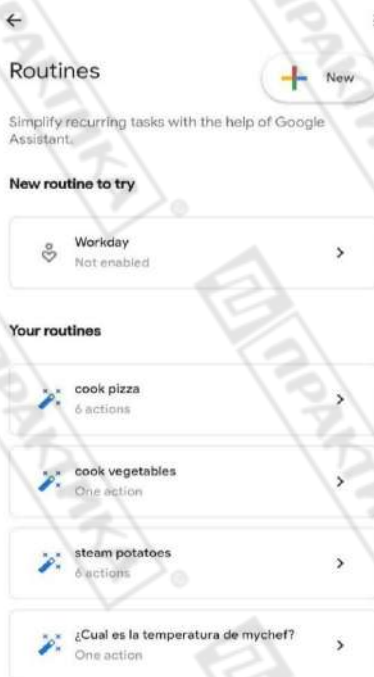 Routines
New
Simplify recurring tasks with the help of Google
Assistant.
New routine to try
Workday
Not enabled
Your routines
cook pizza
6 actions
cook vegetables
One action
steam potatoes
6 actions
¿Cual es la temperatura de mychef?
One action
ПРАКТИКА ®